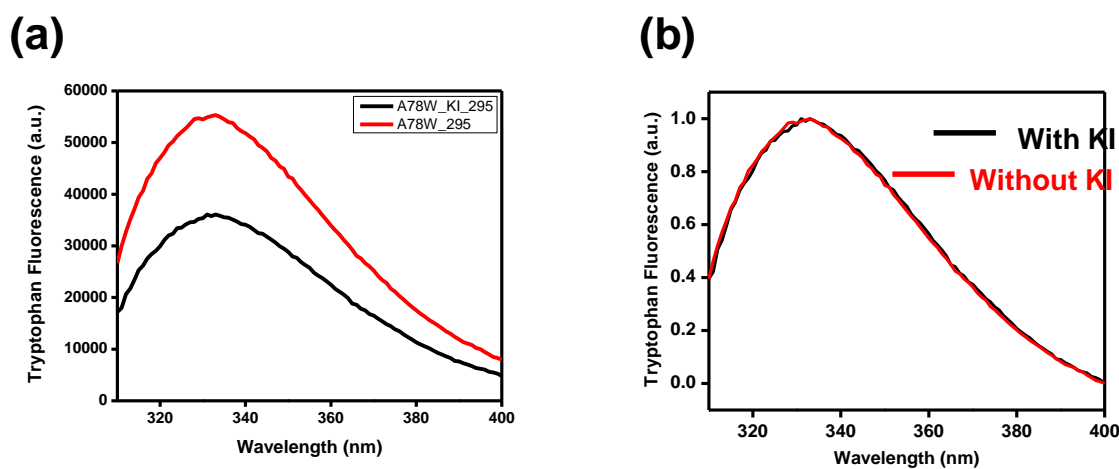 (a)
Tryptophan Fluorescence (a.u.)
60000
50000
40000
30000
20000
10000
0
A78W_KI_295
A78W_295
320
340
360
380
400
Wavelength (nm)
(b)
Tryptophan Fluorescence (a.u.)
1.0
0.8
0.6
0.4
0.2
0.0
With KI
Without KI
320
340
360
380
400
Wavelength (nm)